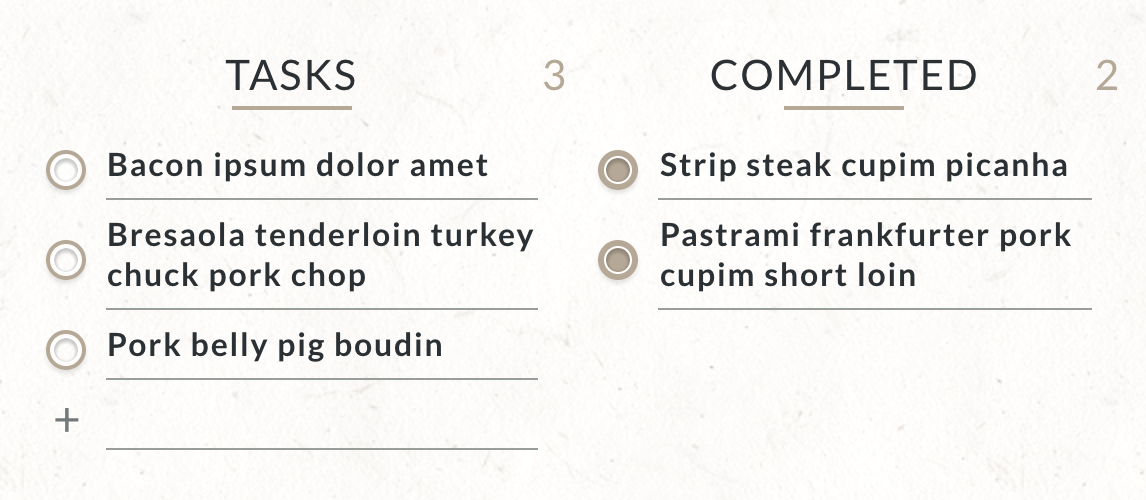 TASKS 3
Bacon ipsum dolor amet
Bresaola tenderloin turkey
chuck pork chop
Pork belly pig boudin
+
COMPLETED 2
Strip steak cupim picanha
Pastrami frankfurter pork
cupim short loin